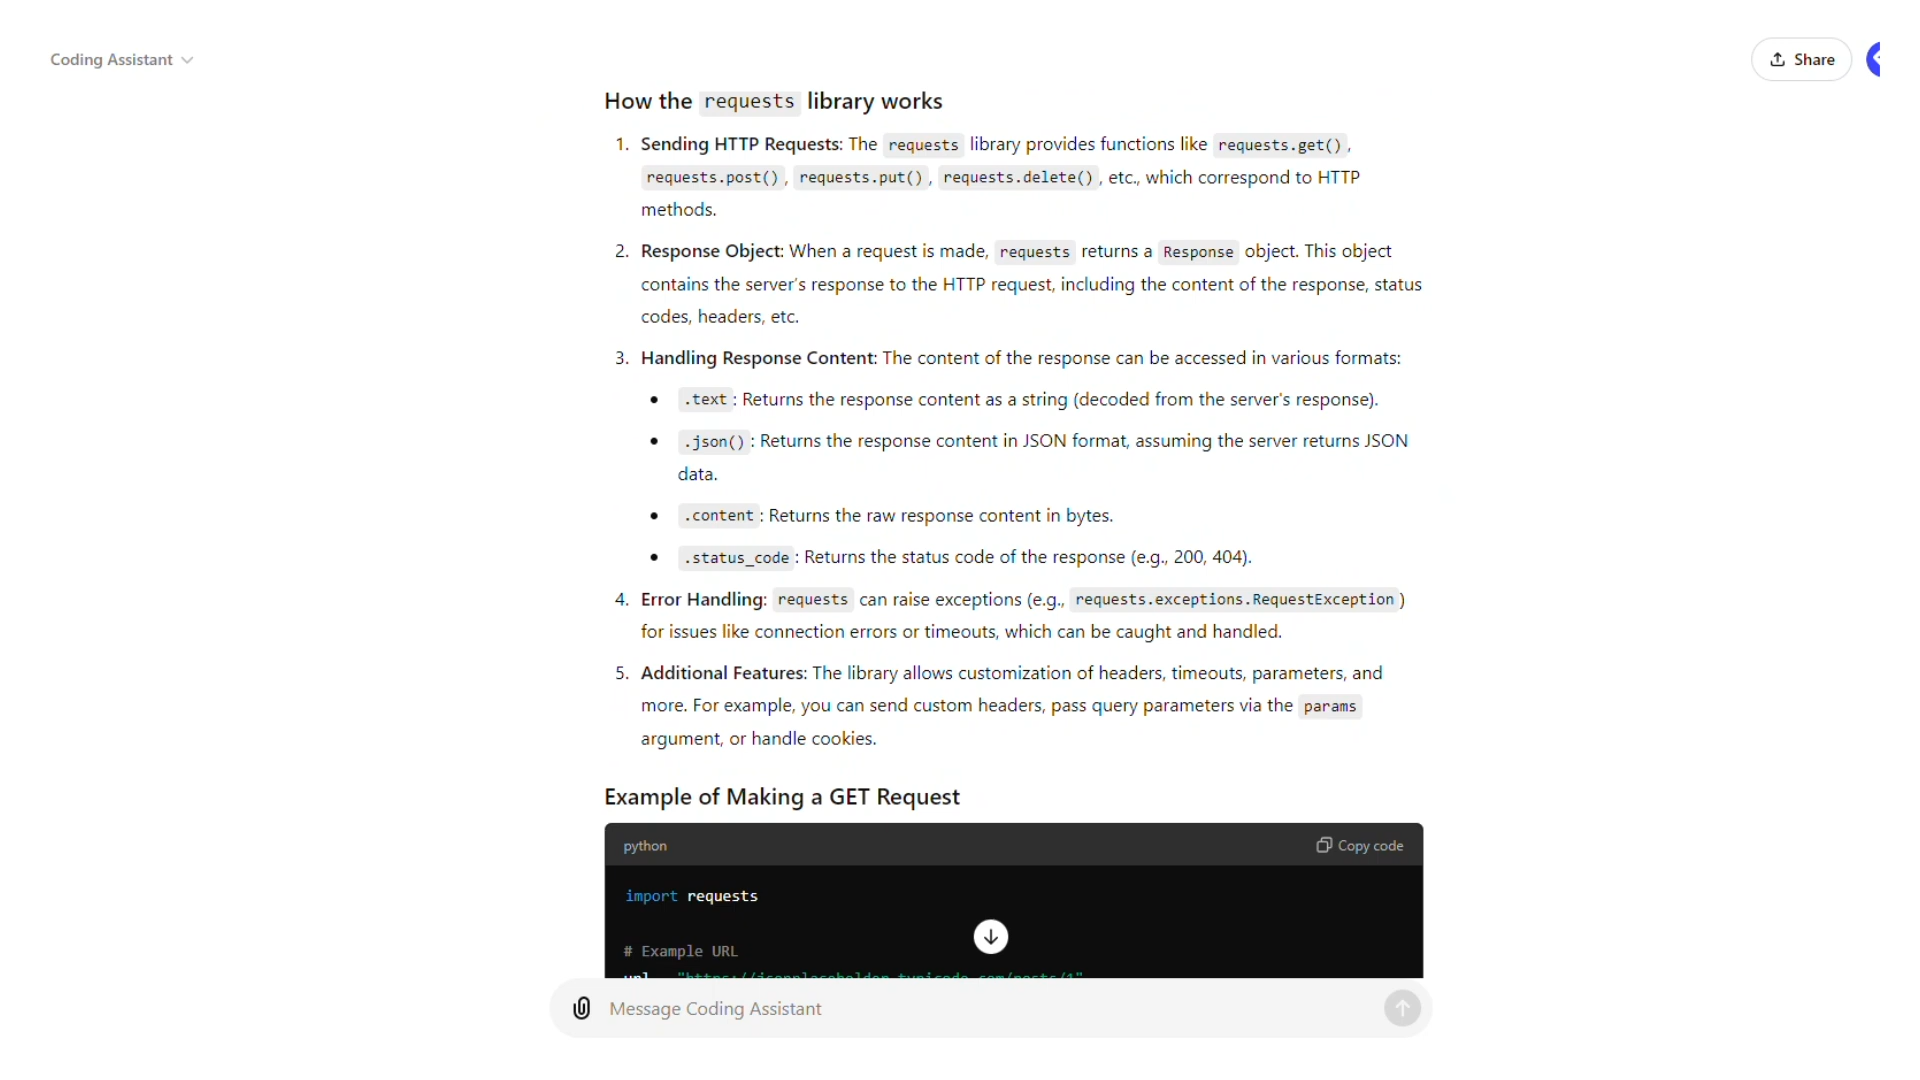 Coding Assistant
Share
How the requests library works
1. Sending HTTP Requests: The requests library provides functions like requests.get(),
requests.post(), requests.put(), requests.delete(), etc., which correspond to HTTP
methods.
2. Response Object: When a request is made, requests returns a Response object. This object
contains the server's response to the HTTP request, including the content of the response, status
codes, headers, etc.
3. Handling Response Content: The content of the response can be accessed in various formats:
• .text: Returns the response content as a string (decoded from the server's response).
• .json(): Returns the response content in JSON format, assuming the server returns JSON
data.
• .content: Returns the raw response content in bytes.
• .status_code: Returns the status code of the response (e.g., 200, 404).
4. Error Handling: requests can raise exceptions (e.g., requests.exceptions.RequestException)
for issues like connection errors or timeouts, which can be caught and handled.
5. Additional Features: The library allows customization of headers, timeouts, parameters, and
more. For example, you can send custom headers, pass query parameters via the params
argument, or handle cookies.
Example of Making a GET Request
python
Copy code
import requests
# Example URL
url = "https://jsonplaceholder.typicode.com/posts/1"
Message Coding Assistant